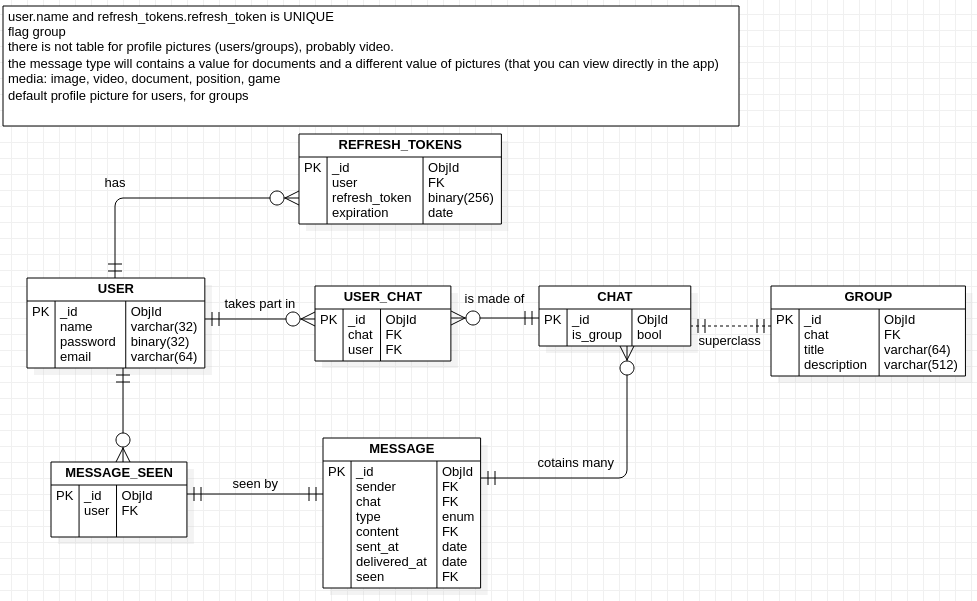 user.name and refresh_tokens.refresh_token is UNIQUE
flag group
there is not table for profile pictures (users/groups), probably video.
the message type will contains a value for documents and a different value of pictures (that you can view directly in the app)
media: image, video, document, position, game
default profile picture for users, for groups
REFRESH_TOKENS
PK _id ObjId
user FK
refresh_token binary(256)
expiration date
has
USER
PK _id ObjId
name varchar(32)
password binary(32)
email varchar(64)
takes part in
USER_CHAT
PK _id ObjId
chat FK
user FK
is made of
CHAT
PK _id ObjId
is_group bool
superclass
GROUP
PK _id ObjId
chat FK
title varchar(64)
description varchar(512)
MESSAGE_SEEN
PK _id ObjId
user FK
seen by
MESSAGE
PK _id ObjId
sender FK
chat FK
type enum
content FK
sent_at date
delivered_at date
seen FK
cotains many